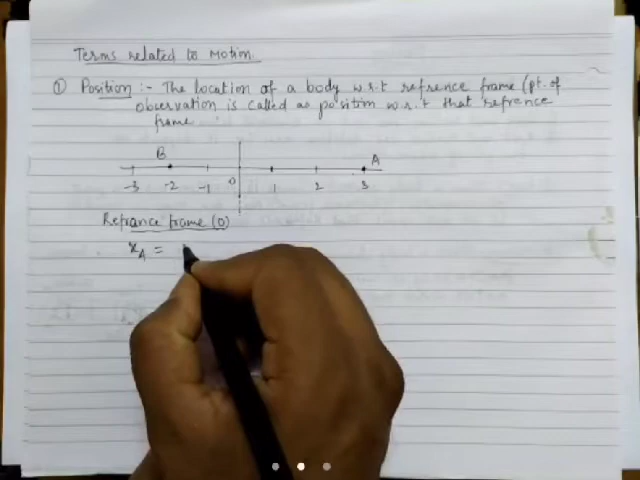 Terms related to Motion.
① Position :- The location of a body w.r.t refrence frame (pt. of
observation is called as position w.r.t that refrence
frame.
B A
-3 -2 -1 0 1 2 3
Refrance frame (0)
x_A =